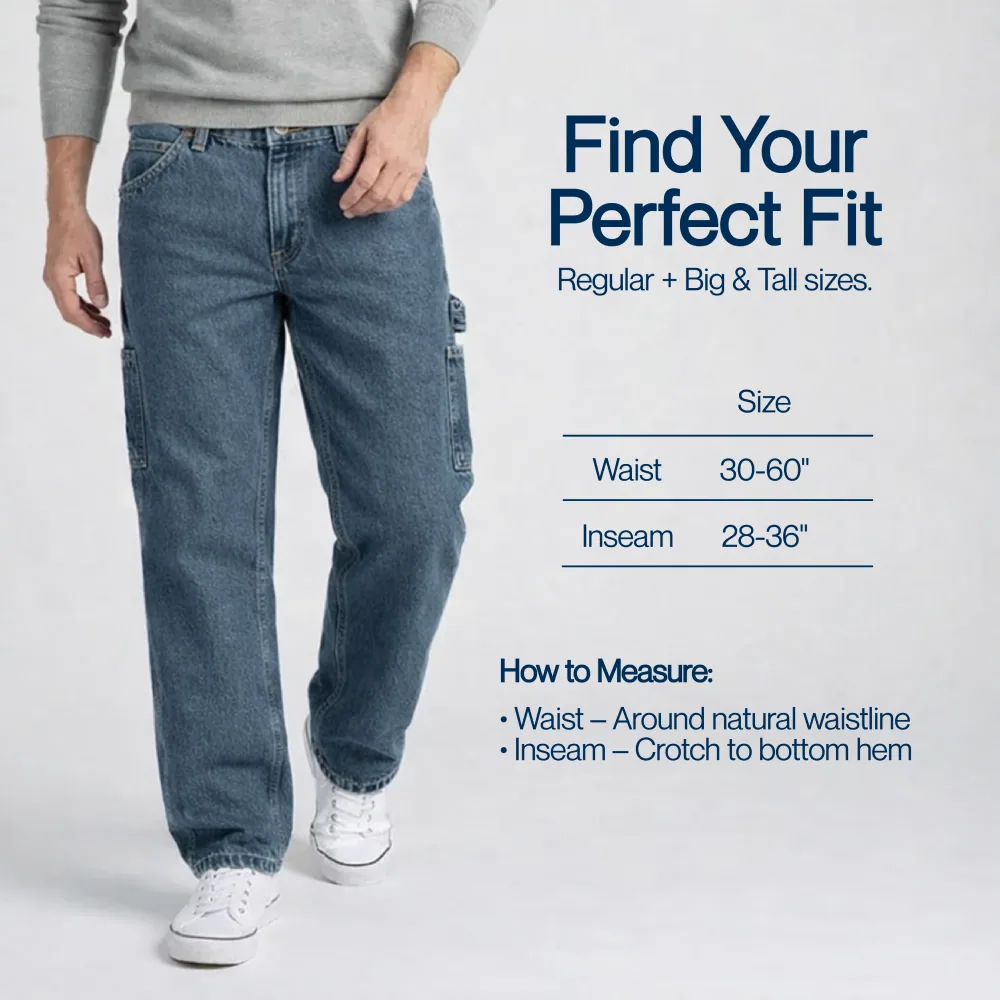 Find Your
Perfect Fit
Regular + Big & Tall sizes.
Size
Waist 30-60"
Inseam 28-36"
How to Measure:
• Waist – Around natural waistline
• Inseam – Crotch to bottom hem